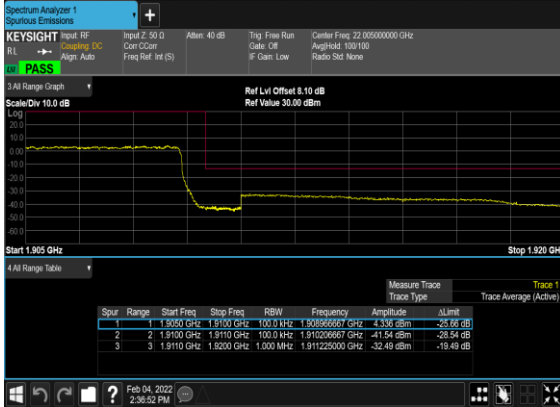 Spectrum Analyzer 1
Spurious Emissions
+
KEYSIGHT Input: RF Input Z: 50 Ω Atten: 40 dB Trig: Free Run Center Freq: 22.005000000 GHz
RL Coupling: DC Corr CCorr Gate: Off Avg|Hold: 100/100
Align: Auto Freq Ref: Int (S) IF Gain: Low Radio Std: None
PASS
3 All Range Graph
Ref Lvl Offset 8.10 dB
Scale/Div 10.0 dB Ref Value 30.00 dBm
Log
20.0
10.0
0.00
-10.0
-20.0
-30.0
-40.0
-50.0
-60.0
Start 1.905 GHz Stop 1.920 GH
4 All Range Table
Measure Trace Trace 1
Trace Type Trace Average (Active)
Spur Range Start Freq Stop Freq RBW Frequency Amplitude ΔLimit
1 1 1.9050 GHz 1.9100 GHz 100.0 kHz 1.908966667 GHz 4.336 dBm -25.66 dB
2 2 1.9100 GHz 1.9110 GHz 100.0 kHz 1.910206667 GHz -41.54 dBm -28.54 dB
3 3 1.9110 GHz 1.9200 GHz 1.000 MHz 1.911225000 GHz -32.49 dBm -19.49 dB
?
Feb 04, 2022
2:36:52 PM